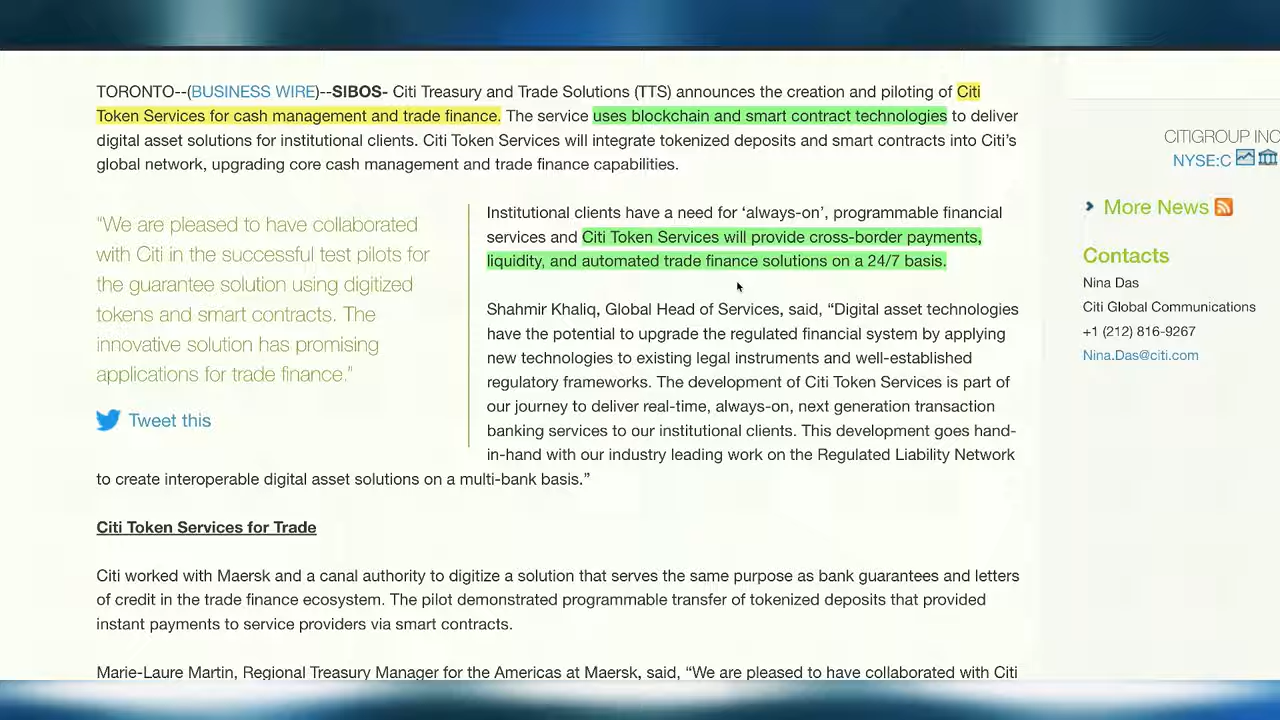 TORONTO--(BUSINESS WIRE)--SIBOS- Citi Treasury and Trade Solutions (TTS) announces the creation and piloting of Citi
Token Services for cash management and trade finance. The service uses blockchain and smart contract technologies to deliver
digital asset solutions for institutional clients. Citi Token Services will integrate tokenized deposits and smart contracts into Citi’s
global network, upgrading core cash management and trade finance capabilities.
“We are pleased to have collaborated
with Citi in the successful test pilots for
the guarantee solution using digitized
tokens and smart contracts. The
innovative solution has promising
applications for trade finance.”
Tweet this
Institutional clients have a need for ‘always-on’, programmable financial
services and Citi Token Services will provide cross-border payments,
liquidity, and automated trade finance solutions on a 24/7 basis.
Shahmir Khaliq, Global Head of Services, said, “Digital asset technologies
have the potential to upgrade the regulated financial system by applying
new technologies to existing legal instruments and well-established
regulatory frameworks. The development of Citi Token Services is part of
our journey to deliver real-time, always-on, next generation transaction
banking services to our institutional clients. This development goes hand-
in-hand with our industry leading work on the Regulated Liability Network
to create interoperable digital asset solutions on a multi-bank basis.”
Citi Token Services for Trade
Citi worked with Maersk and a canal authority to digitize a solution that serves the same purpose as bank guarantees and letters
of credit in the trade finance ecosystem. The pilot demonstrated programmable transfer of tokenized deposits that provided
instant payments to service providers via smart contracts.
Marie-Laure Martin, Regional Treasury Manager for the Americas at Maersk, said, “We are pleased to have collaborated with Citi
CITIGROUP INC
NYSE:C
More News
Contacts
Nina Das
Citi Global Communications
+1 (212) 816-9267
Nina.Das@citi.com